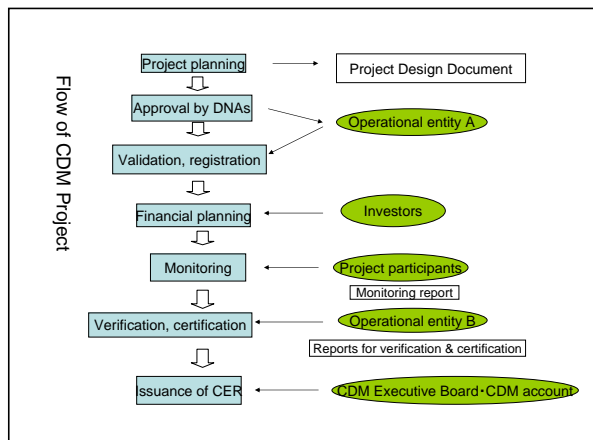 Flow of CDM Project
Project planning
Project Design Document
Approval by DNAs
Operational entity A
Validation, registration
Financial planning
Investors
Monitoring
Project participants
Monitoring report
Verification, certification
Operational entity B
Reports for verification & certification
Issuance of CER
CDM Executive Board・CDM account